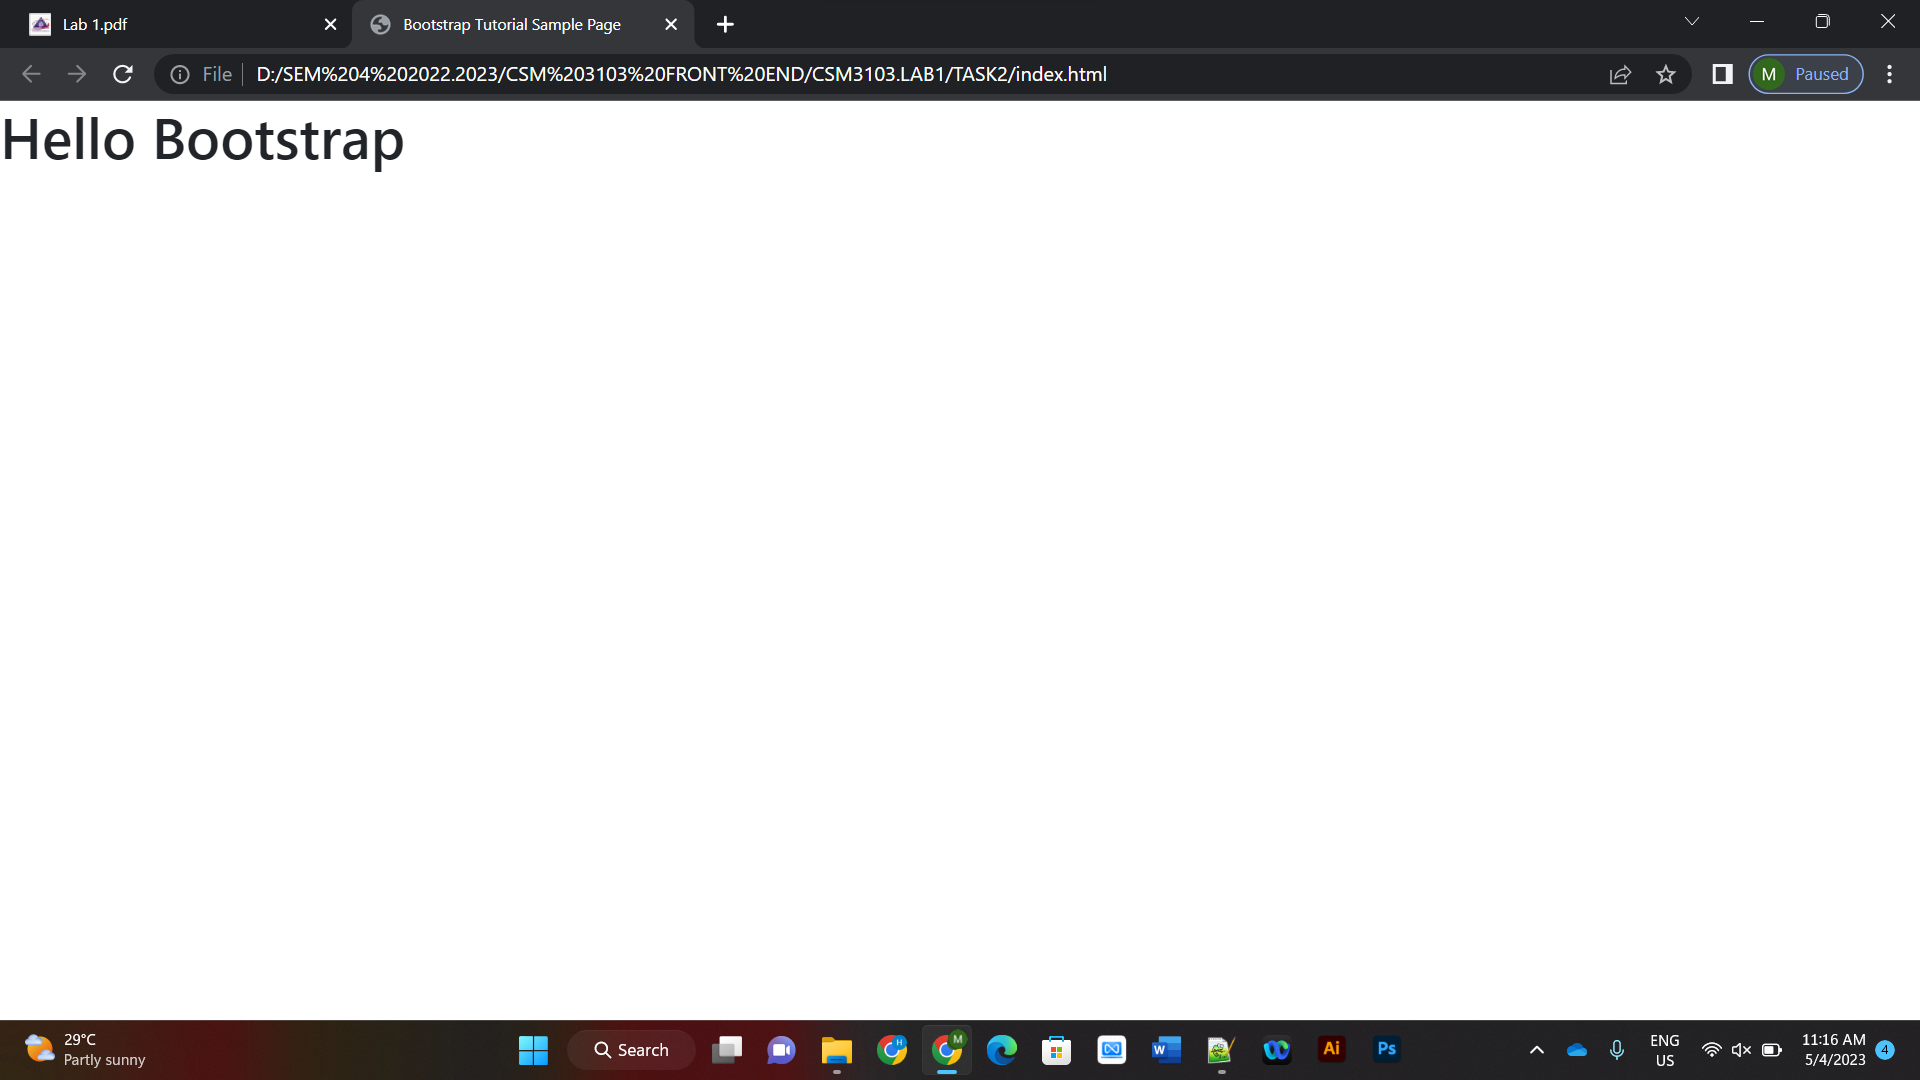 Lab 1.pdf
Bootstrap Tutorial Sample Page
File
D:/SEM%204%202022.2023/CSM%203103%20FRONT%20END/CSM3103.LAB1/TASK2/index.html
M
Paused
Hello Bootstrap
29°C
Partly sunny
Search
H
M
W
Ai
Ps
ENG
US
11:16 AM
5/4/2023
4